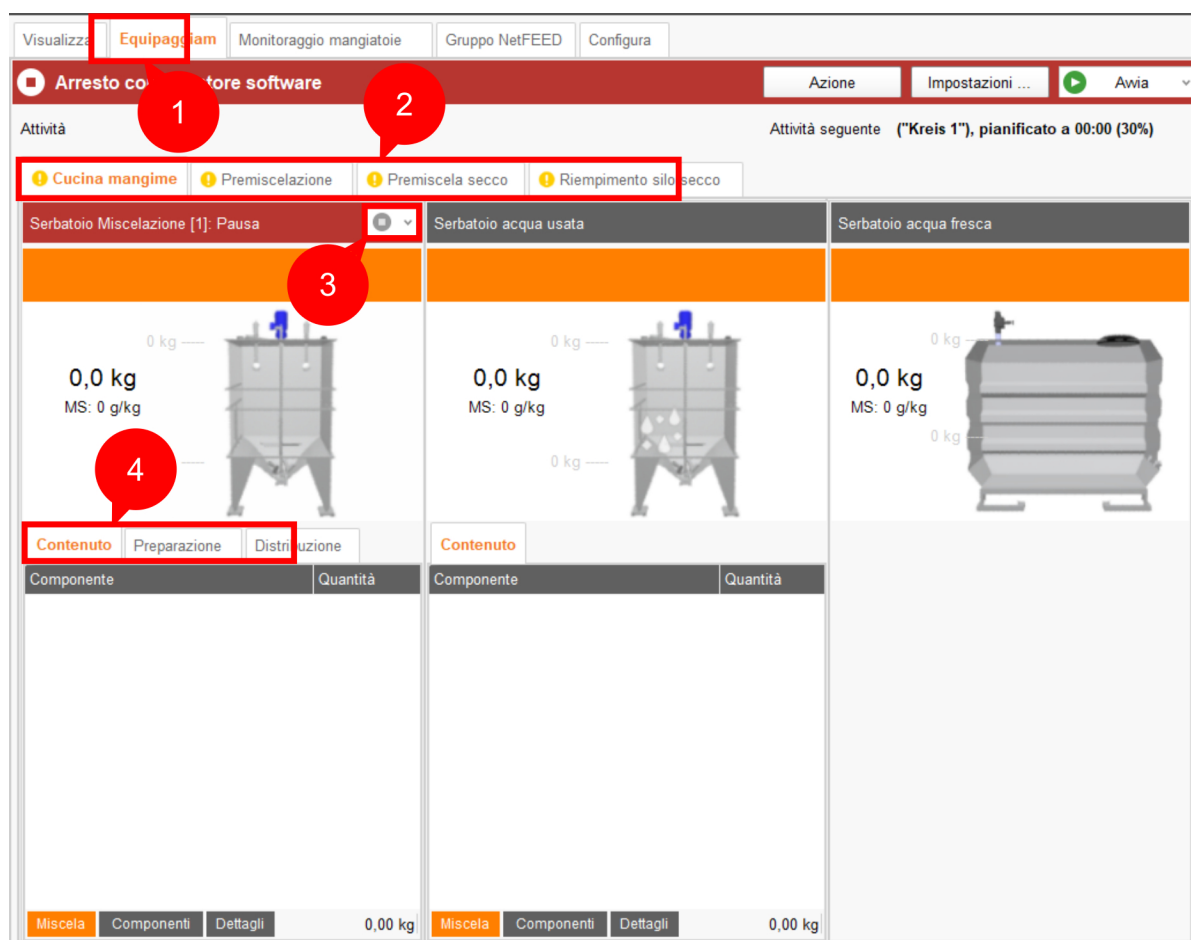 Visualizza Equipaggiam Monitoraggio mangiatoie Gruppo NetFEED Configura
Arresto co tore software Azione Impostazioni ... Avvia
1
2
Attività Attività seguente ("Kreis 1"), pianificato a 00:00 (30%)
Cucina mangime Premiscelazione Premiscela secco Riempimento silo secco
Serbatoio Miscelazione [1]: Pausa Serbatoio acqua usata Serbatoio acqua fresca
3
0 kg 0 kg 0 kg
0,0 kg 0,0 kg 0,0 kg
MS: 0 g/kg MS: 0 g/kg MS: 0 g/kg
0 kg
4 0 kg
Contenuto Preparazione Distribuzione Contenuto
Componente Quantità Componente Quantità
Miscela Componenti Dettagli 0,00 kg Miscela Componenti Dettagli 0,00 kg